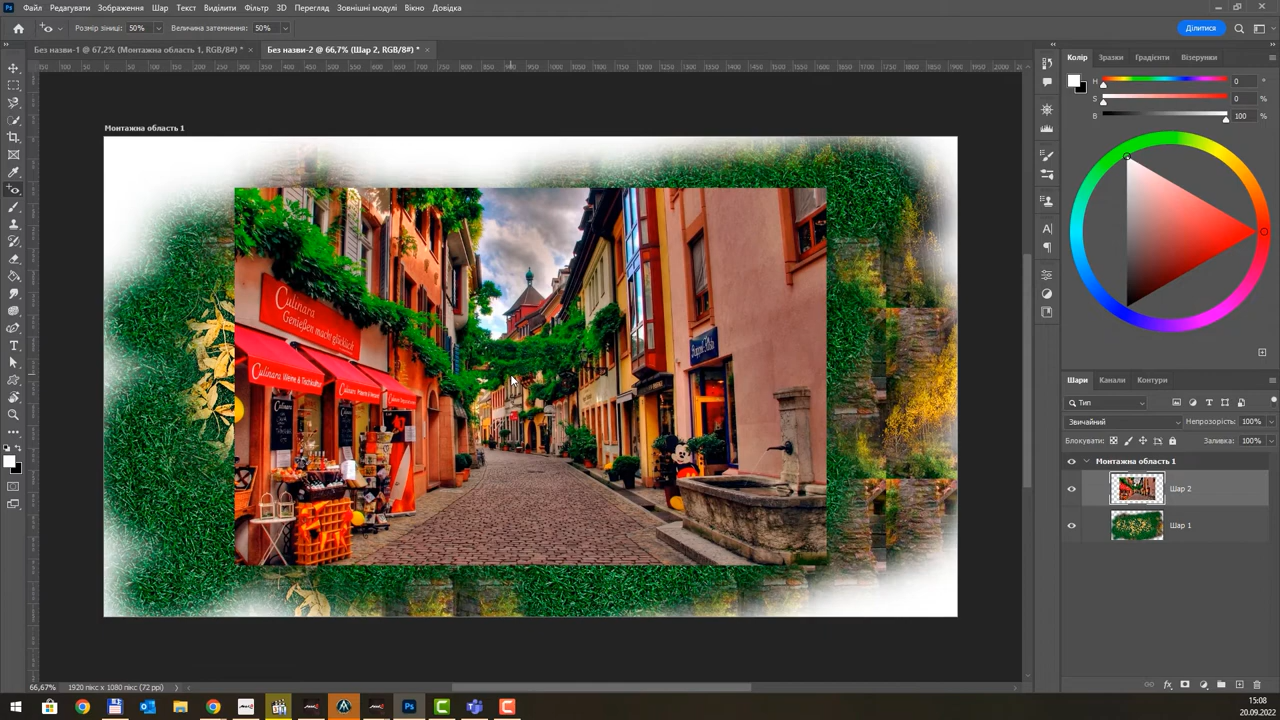 Файл Редагувати Зображення Шар Текст Виділити Фільтр 3D Перегляд Зовнішні модулі Вікно Довідка
Розмір зіниці: 50% Величина затемнення: 50%
Ділитися
Без назви-1 @ 67,2% (Монтажна область 1, RGB/8#) *
Без назви-2 @ 66,7% (Шар 2, RGB/8#) *
Колір Зразки Градієнти Візерунки
H 0 °
S 0 %
B 100 %
Монтажна область 1
Culinara
Genießen macht glücklich
Culinara Weine & Tischkultur
Culinara
Шари Канали Контури
Тип
Звичайний Непрозорість: 100%
Блокувати: Заливка: 100%
Монтажна область 1
Шар 2
Шар 1
66,67% 1920 пікс x 1080 пікс (72 ppi)
15:08
20.09.2022